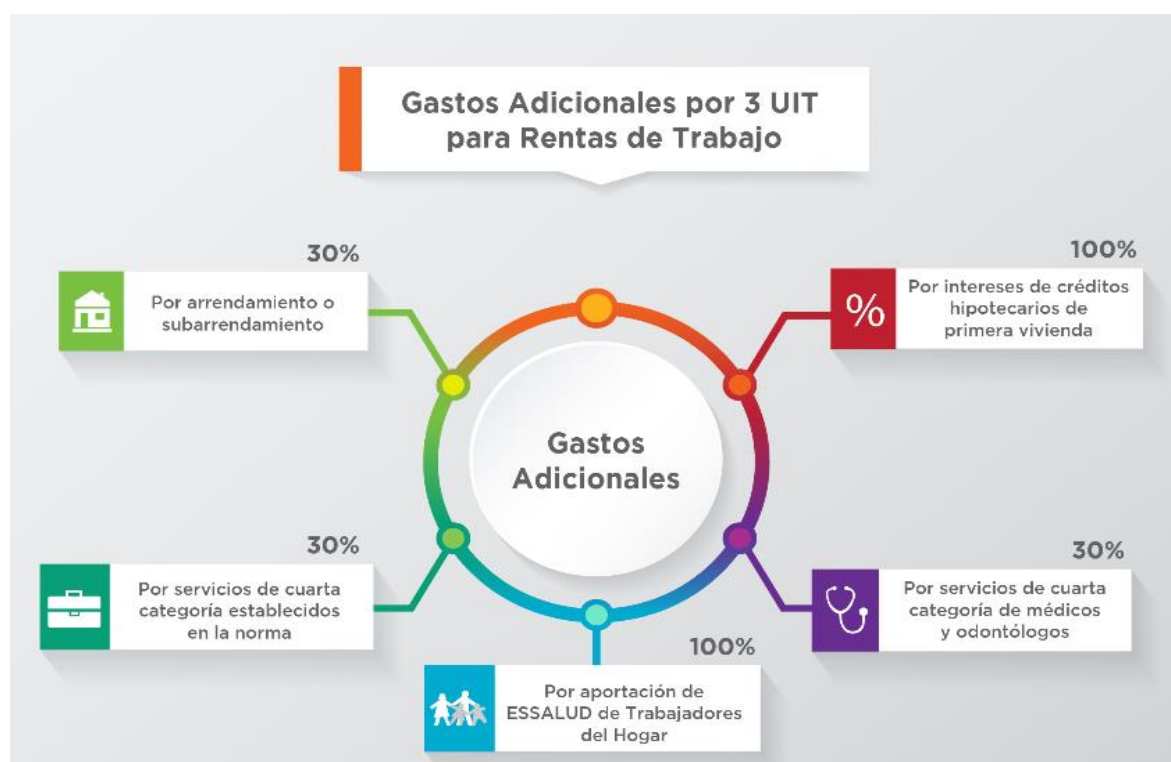 Gastos Adicionales por 3 UIT
para Rentas de Trabajo
30%
Por arrendamiento o
subarrendamiento
100%
%
Por intereses de créditos
hipotecarios de
primera vivienda
Gastos
Adicionales
30%
Por servicios de cuarta
categoría establecidos
en la norma
30%
Por servicios de cuarta
categoría de médicos
y odontólogos
100%
Por aportación de
ESSALUD de Trabajadores
del Hogar